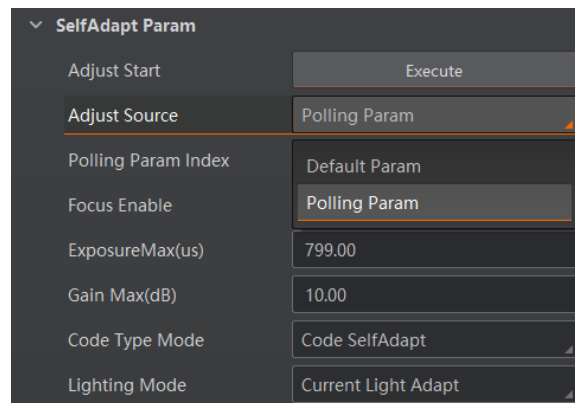 SelfAdapt Param
Adjust Start Execute
Adjust Source Polling Param
Polling Param Index Default Param
Focus Enable Polling Param
ExposureMax(us) 799.00
Gain Max(dB) 10.00
Code Type Mode Code SelfAdapt
Lighting Mode Current Light Adapt